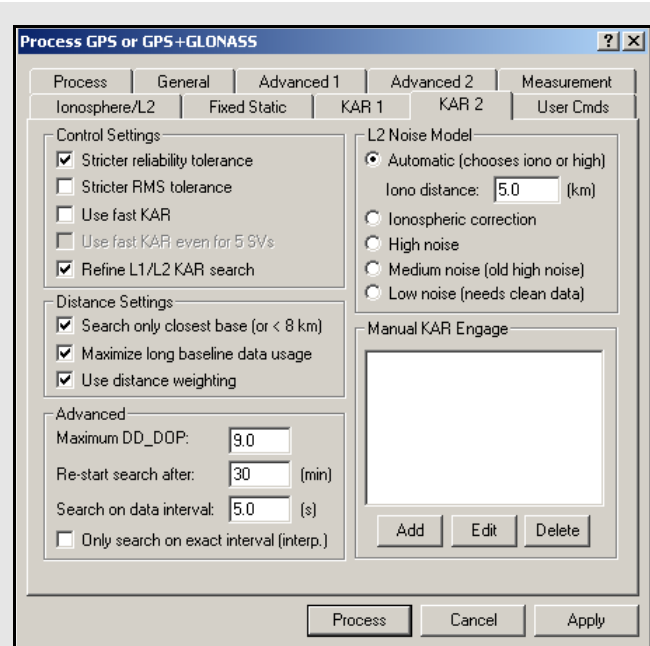 Process GPS or GPS+GLONASS
Process General Advanced 1 Advanced 2 Measurement
Ionosphere/L2 Fixed Static KAR 1 KAR 2 User Cmds
Control Settings
Stricter reliability tolerance
Stricter RMS tolerance
Use fast KAR
Use fast KAR even for 5 SVs
Refine L1/L2 KAR search
Distance Settings
Search only closest base (or < 8 km)
Maximize long baseline data usage
Use distance weighting
Advanced
Maximum DD_DOP: 9.0
Re-start search after: 30 (min)
Search on data interval: 5.0 (s)
Only search on exact interval (interp.)
L2 Noise Model
Automatic (chooses iono or high)
Iono distance: 5.0 (km)
Ionospheric correction
High noise
Medium noise (old high noise)
Low noise (needs clean data)
Manual KAR Engage
Add Edit Delete
Process Cancel Apply